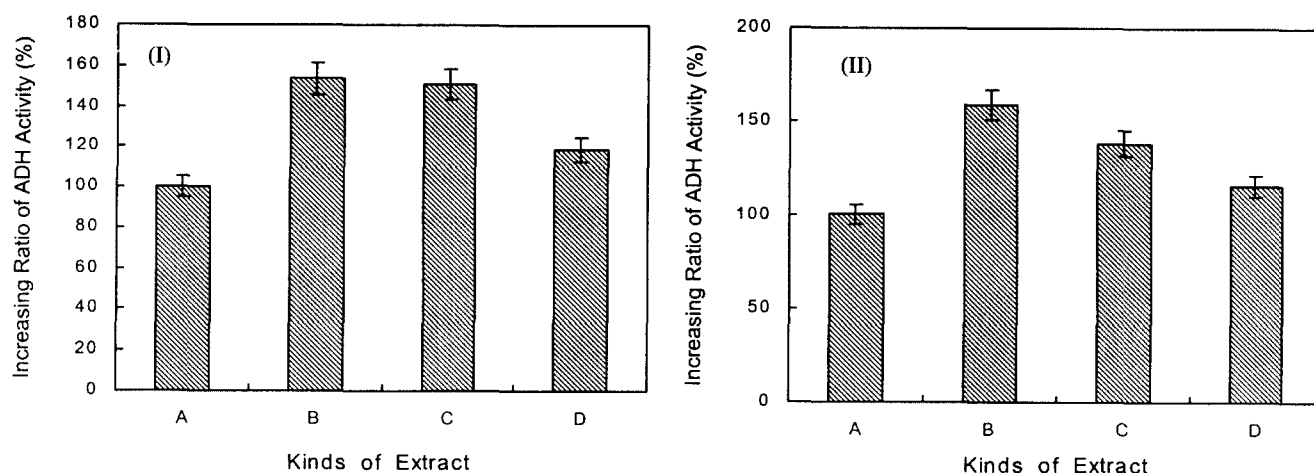 Increasing Ratio of ADH Activity (%)
180
160
140
120
100
80
60
40
20
0
(I)
A B C D
Kinds of Extract
Increasing Ratio of ADH Activity (%)
200
150
100
50
0
(II)
A B C D
Kinds of Extract